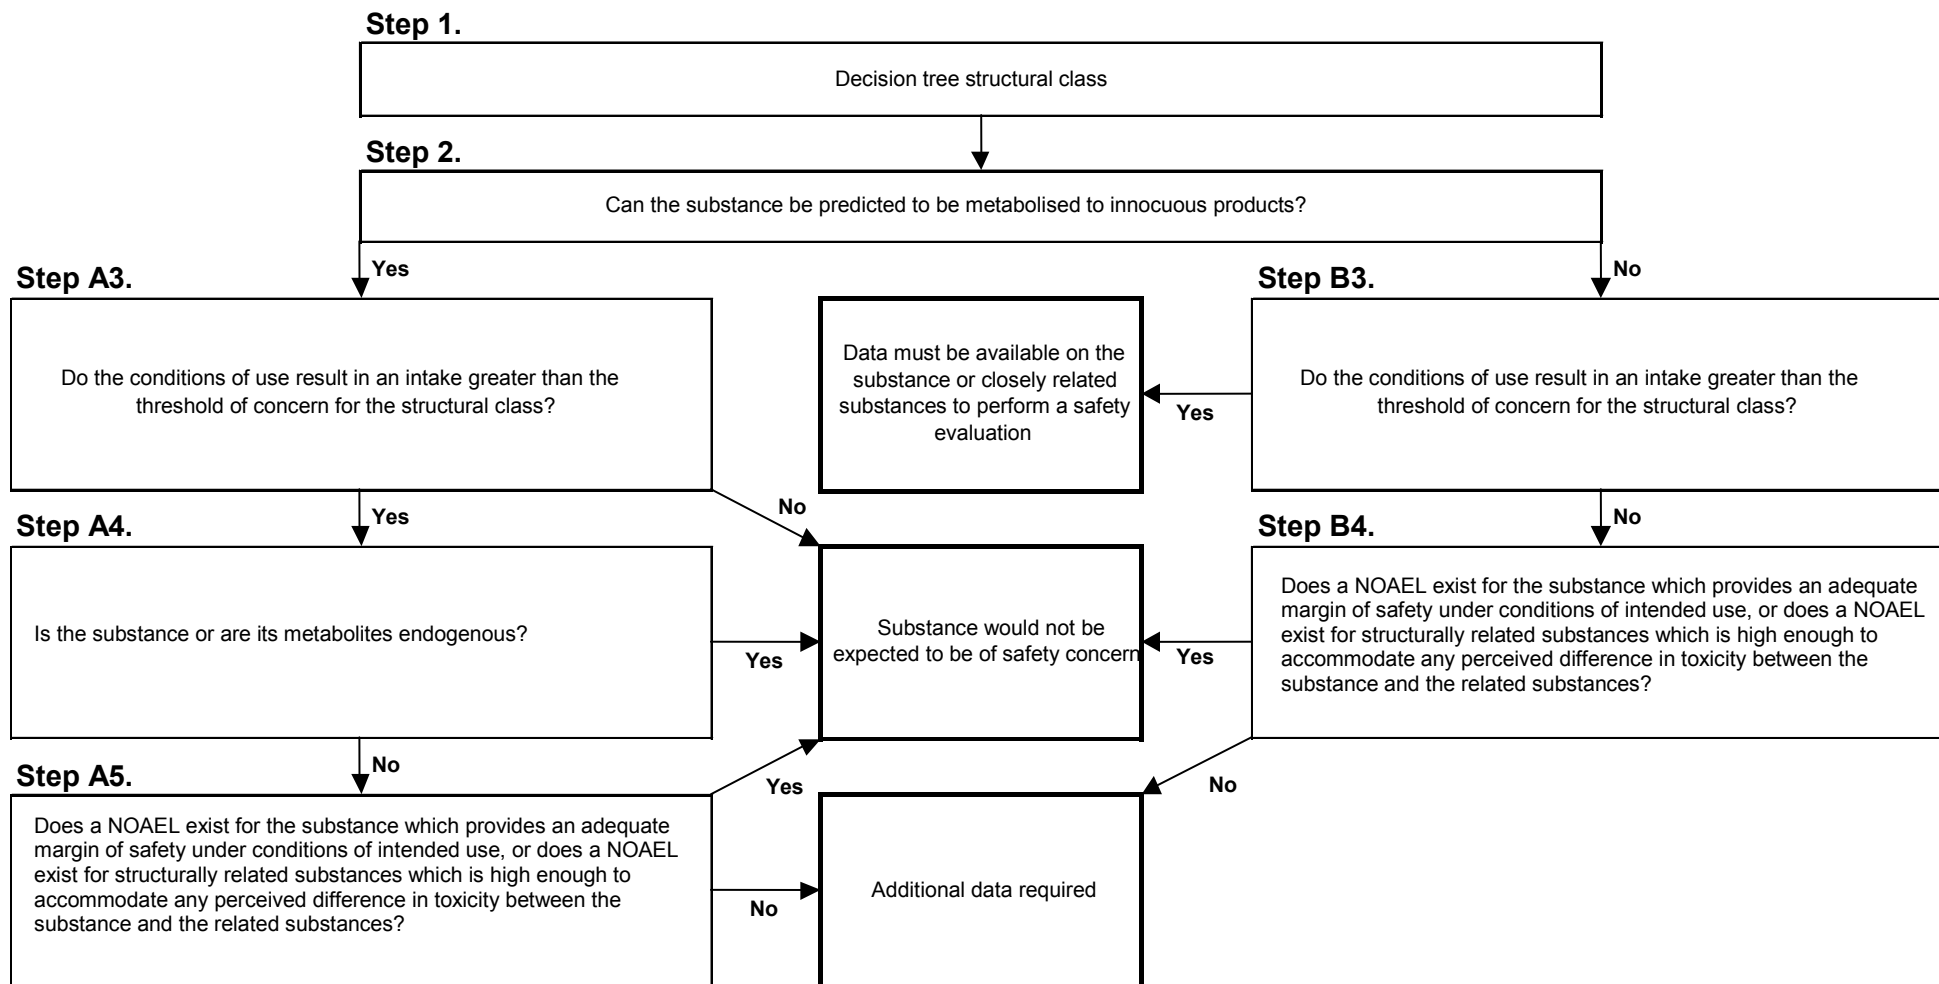 Step 1.
Decision tree structural class
Step 2.
Can the substance be predicted to be metabolised to innocuous products?
Yes
No
Step A3.
Do the conditions of use result in an intake greater than the
threshold of concern for the structural class?
Data must be available on the
substance or closely related
substances to perform a safety
evaluation
Yes
Step B3.
Do the conditions of use result in an intake greater than the
threshold of concern for the structural class?
Yes
No
No
Step A4.
Is the substance or are its metabolites endogenous?
Yes
Substance would not be
expected to be of safety concern
Yes
Step B4.
Does a NOAEL exist for the substance which provides an adequate
margin of safety under conditions of intended use, or does a NOAEL
exist for structurally related substances which is high enough to
accommodate any perceived difference in toxicity between the
substance and the related substances?
No
Yes
No
Step A5.
Does a NOAEL exist for the substance which provides an adequate
margin of safety under conditions of intended use, or does a NOAEL
exist for structurally related substances which is high enough to
accommodate any perceived difference in toxicity between the
substance and the related substances?
No
Additional data required